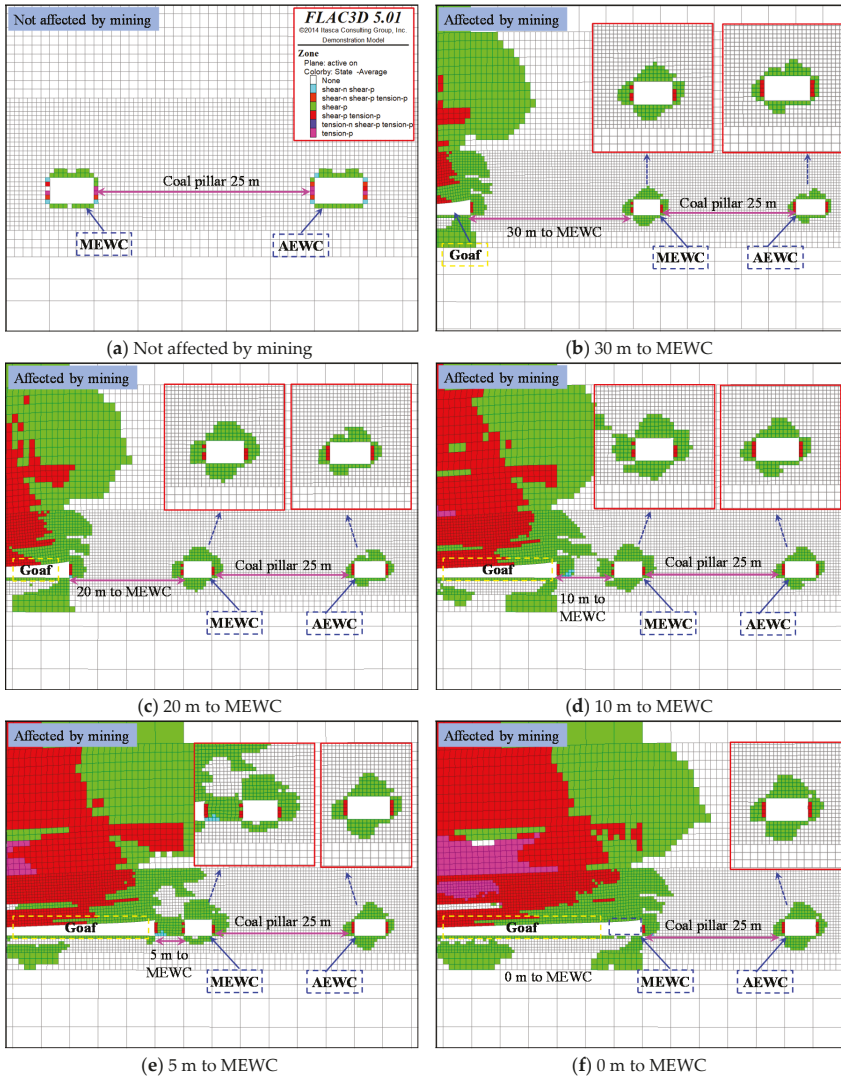 Not affected by mining
FLAC3D 5.01
©2014 Itasca Consulting Group, Inc.
Demonstration Model
Zone
Plane: active on
Colorby: State -Average
None
shear-n shear-p
shear-n shear-p tension-p
shear-p
shear-p tension-p
tension-n shear-p tension-p
tension-p
Coal pillar 25 m
MEWC
AEWC
(a) Not affected by mining
Affected by mining
Coal pillar 25 m
30 m to MEWC
Goaf
MEWC
AEWC
(b) 30 m to MEWC
Affected by mining
Goaf
Coal pillar 25 m
20 m to MEWC
MEWC
AEWC
(c) 20 m to MEWC
Affected by mining
Goaf
Coal pillar 25 m
10 m to
MEWC
MEWC
AEWC
(d) 10 m to MEWC
Affected by mining
Goaf
Coal pillar 25 m
5 m to
MEWC
MEWC
AEWC
(e) 5 m to MEWC
Affected by mining
Goaf
Coal pillar 25 m
0 m to MEWC
MEWC
AEWC
(f) 0 m to MEWC